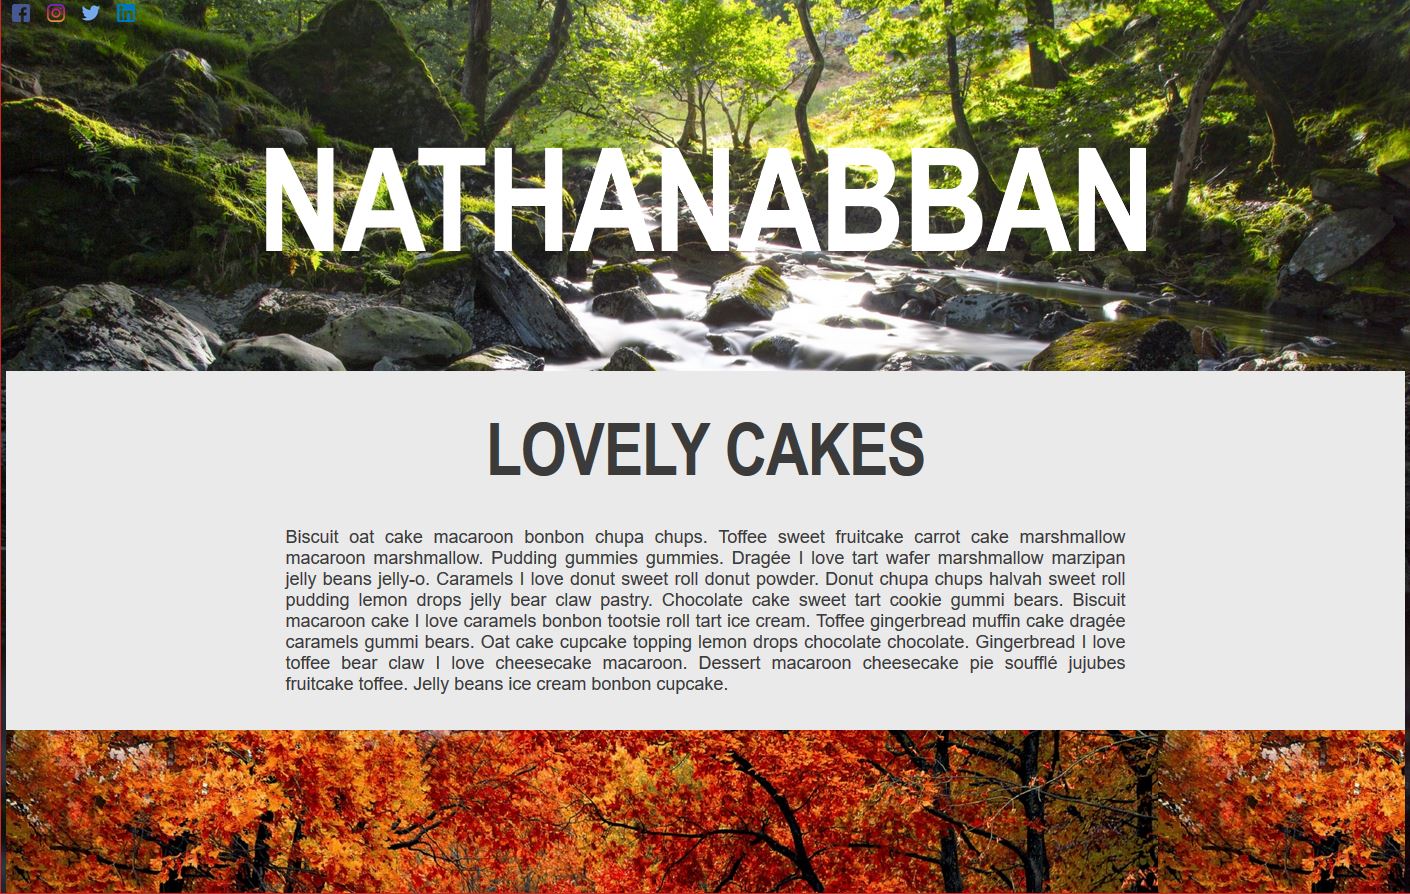 NATHANABBAN
LOVELY CAKES
Biscuit oat cake macaroon bonbon chupa chups. Toffee sweet fruitcake carrot cake marshmallow
macaroon marshmallow. Pudding gummies gummies. Dragée I love tart wafer marshmallow marzipan
jelly beans jelly-o. Caramels I love donut sweet roll donut powder. Donut chupa chups halvah sweet roll
pudding lemon drops jelly bear claw pastry. Chocolate cake sweet tart cookie gummi bears. Biscuit
macaroon cake I love caramels bonbon tootsie roll tart ice cream. Toffee gingerbread muffin cake dragée
caramels gummi bears. Oat cake cupcake topping lemon drops chocolate chocolate. Gingerbread I love
toffee bear claw I love cheesecake macaroon. Dessert macaroon cheesecake pie soufflé jujubes
fruitcake toffee. Jelly beans ice cream bonbon cupcake.